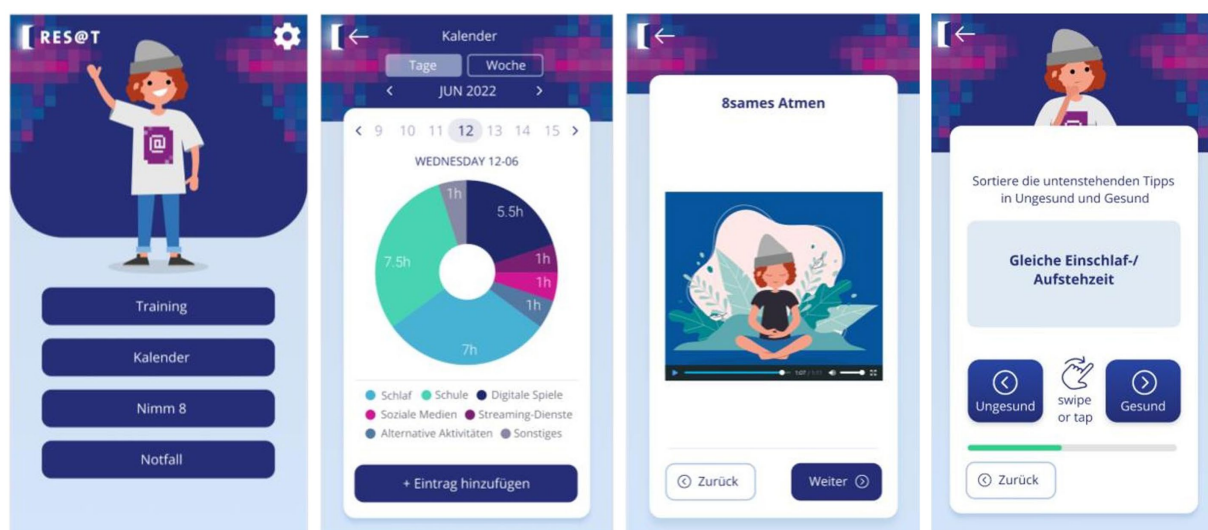 RES@T
@
Training
Kalender
Nimm 8
Notfall
Kalender
Tage Woche
JUN 2022
9 10 11 12 13 14 15
WEDNESDAY 12-06
1h
5.5h
7.5h
1h
1h
1h
7h
Schlaf Schule Digitale Spiele
Soziale Medien Streaming-Dienste
Alternative Aktivitäten Sonstiges
+ Eintrag hinzufügen
8sames Atmen
Zurück Weiter
Sortiere die untenstehenden Tipps
in Ungesund und Gesund
Gleiche Einschlaf-/
Aufstehzeit
Ungesund
swipe
or tap
Gesund
Zurück